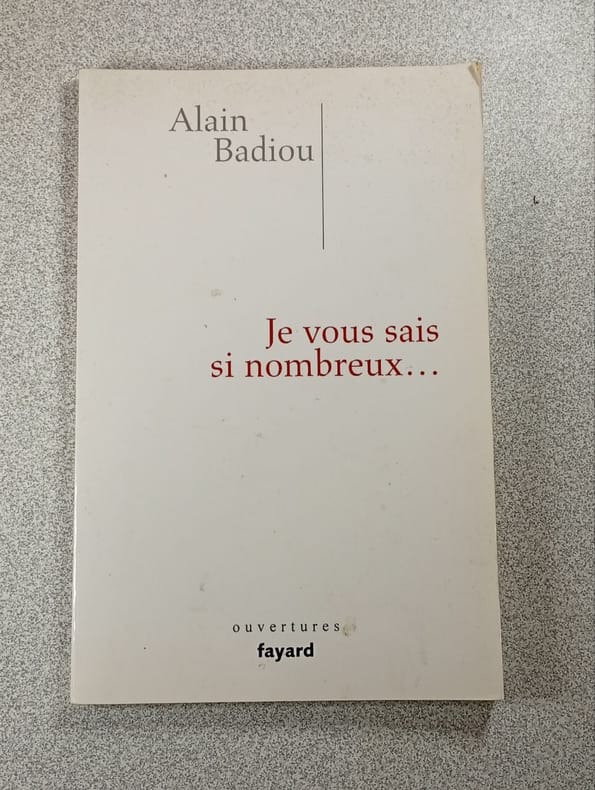 Alain
Badiou
Je vous sais
si nombreux...
ouvertures
fayard